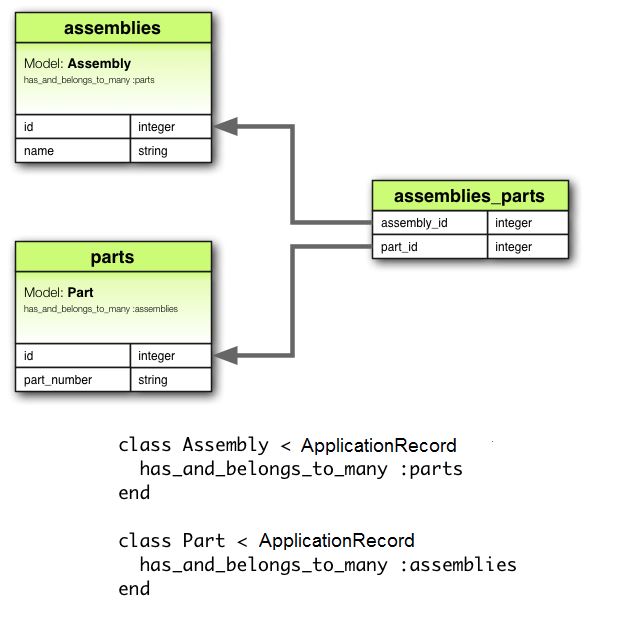 assemblies
Model: Assembly
has_and_belongs_to_many :parts
id integer
name string
assemblies_parts
assembly_id integer
part_id integer
parts
Model: Part
has_and_belongs_to_many :assemblies
id integer
part_number string
class Assembly < ApplicationRecord
  has_and_belongs_to_many :parts
end
class Part < ApplicationRecord
  has_and_belongs_to_many :assemblies
end